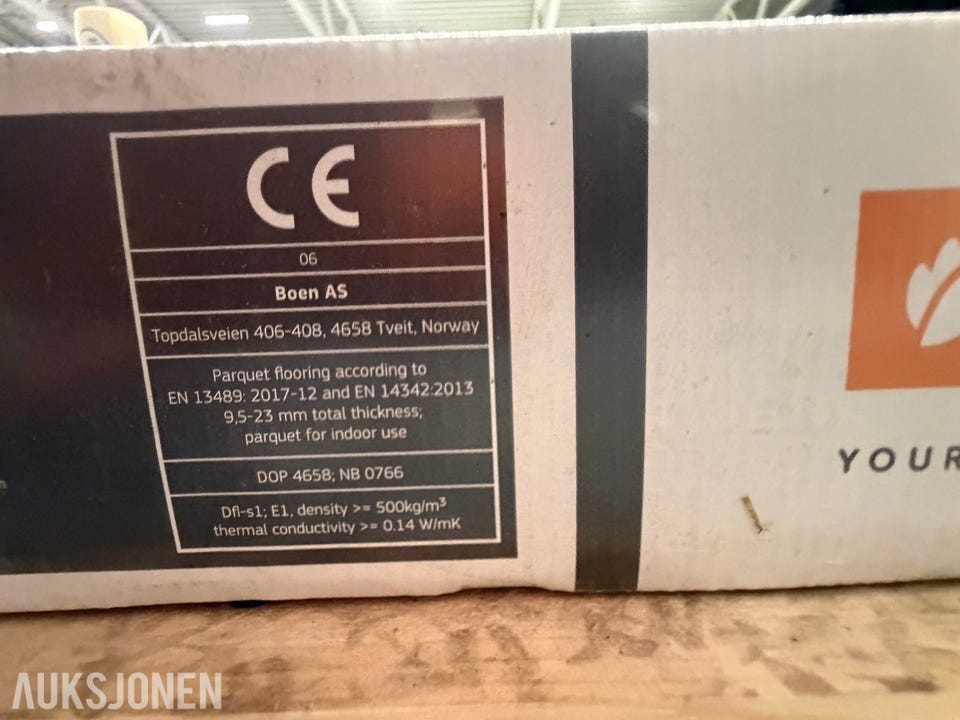 CE
06
Boen AS
Topdalsveien 406-408, 4658 Tveit, Norway
Parquet flooring according to
EN 13489: 2017-12 and EN 14342:2013
9,5-23 mm total thickness;
parquet for indoor use
DOP 4658; NB 0766
Dfl-s1; E1, density >= 500kg/m³
thermal conductivity >= 0.14 W/mK
YOUR
AUKSJONEN